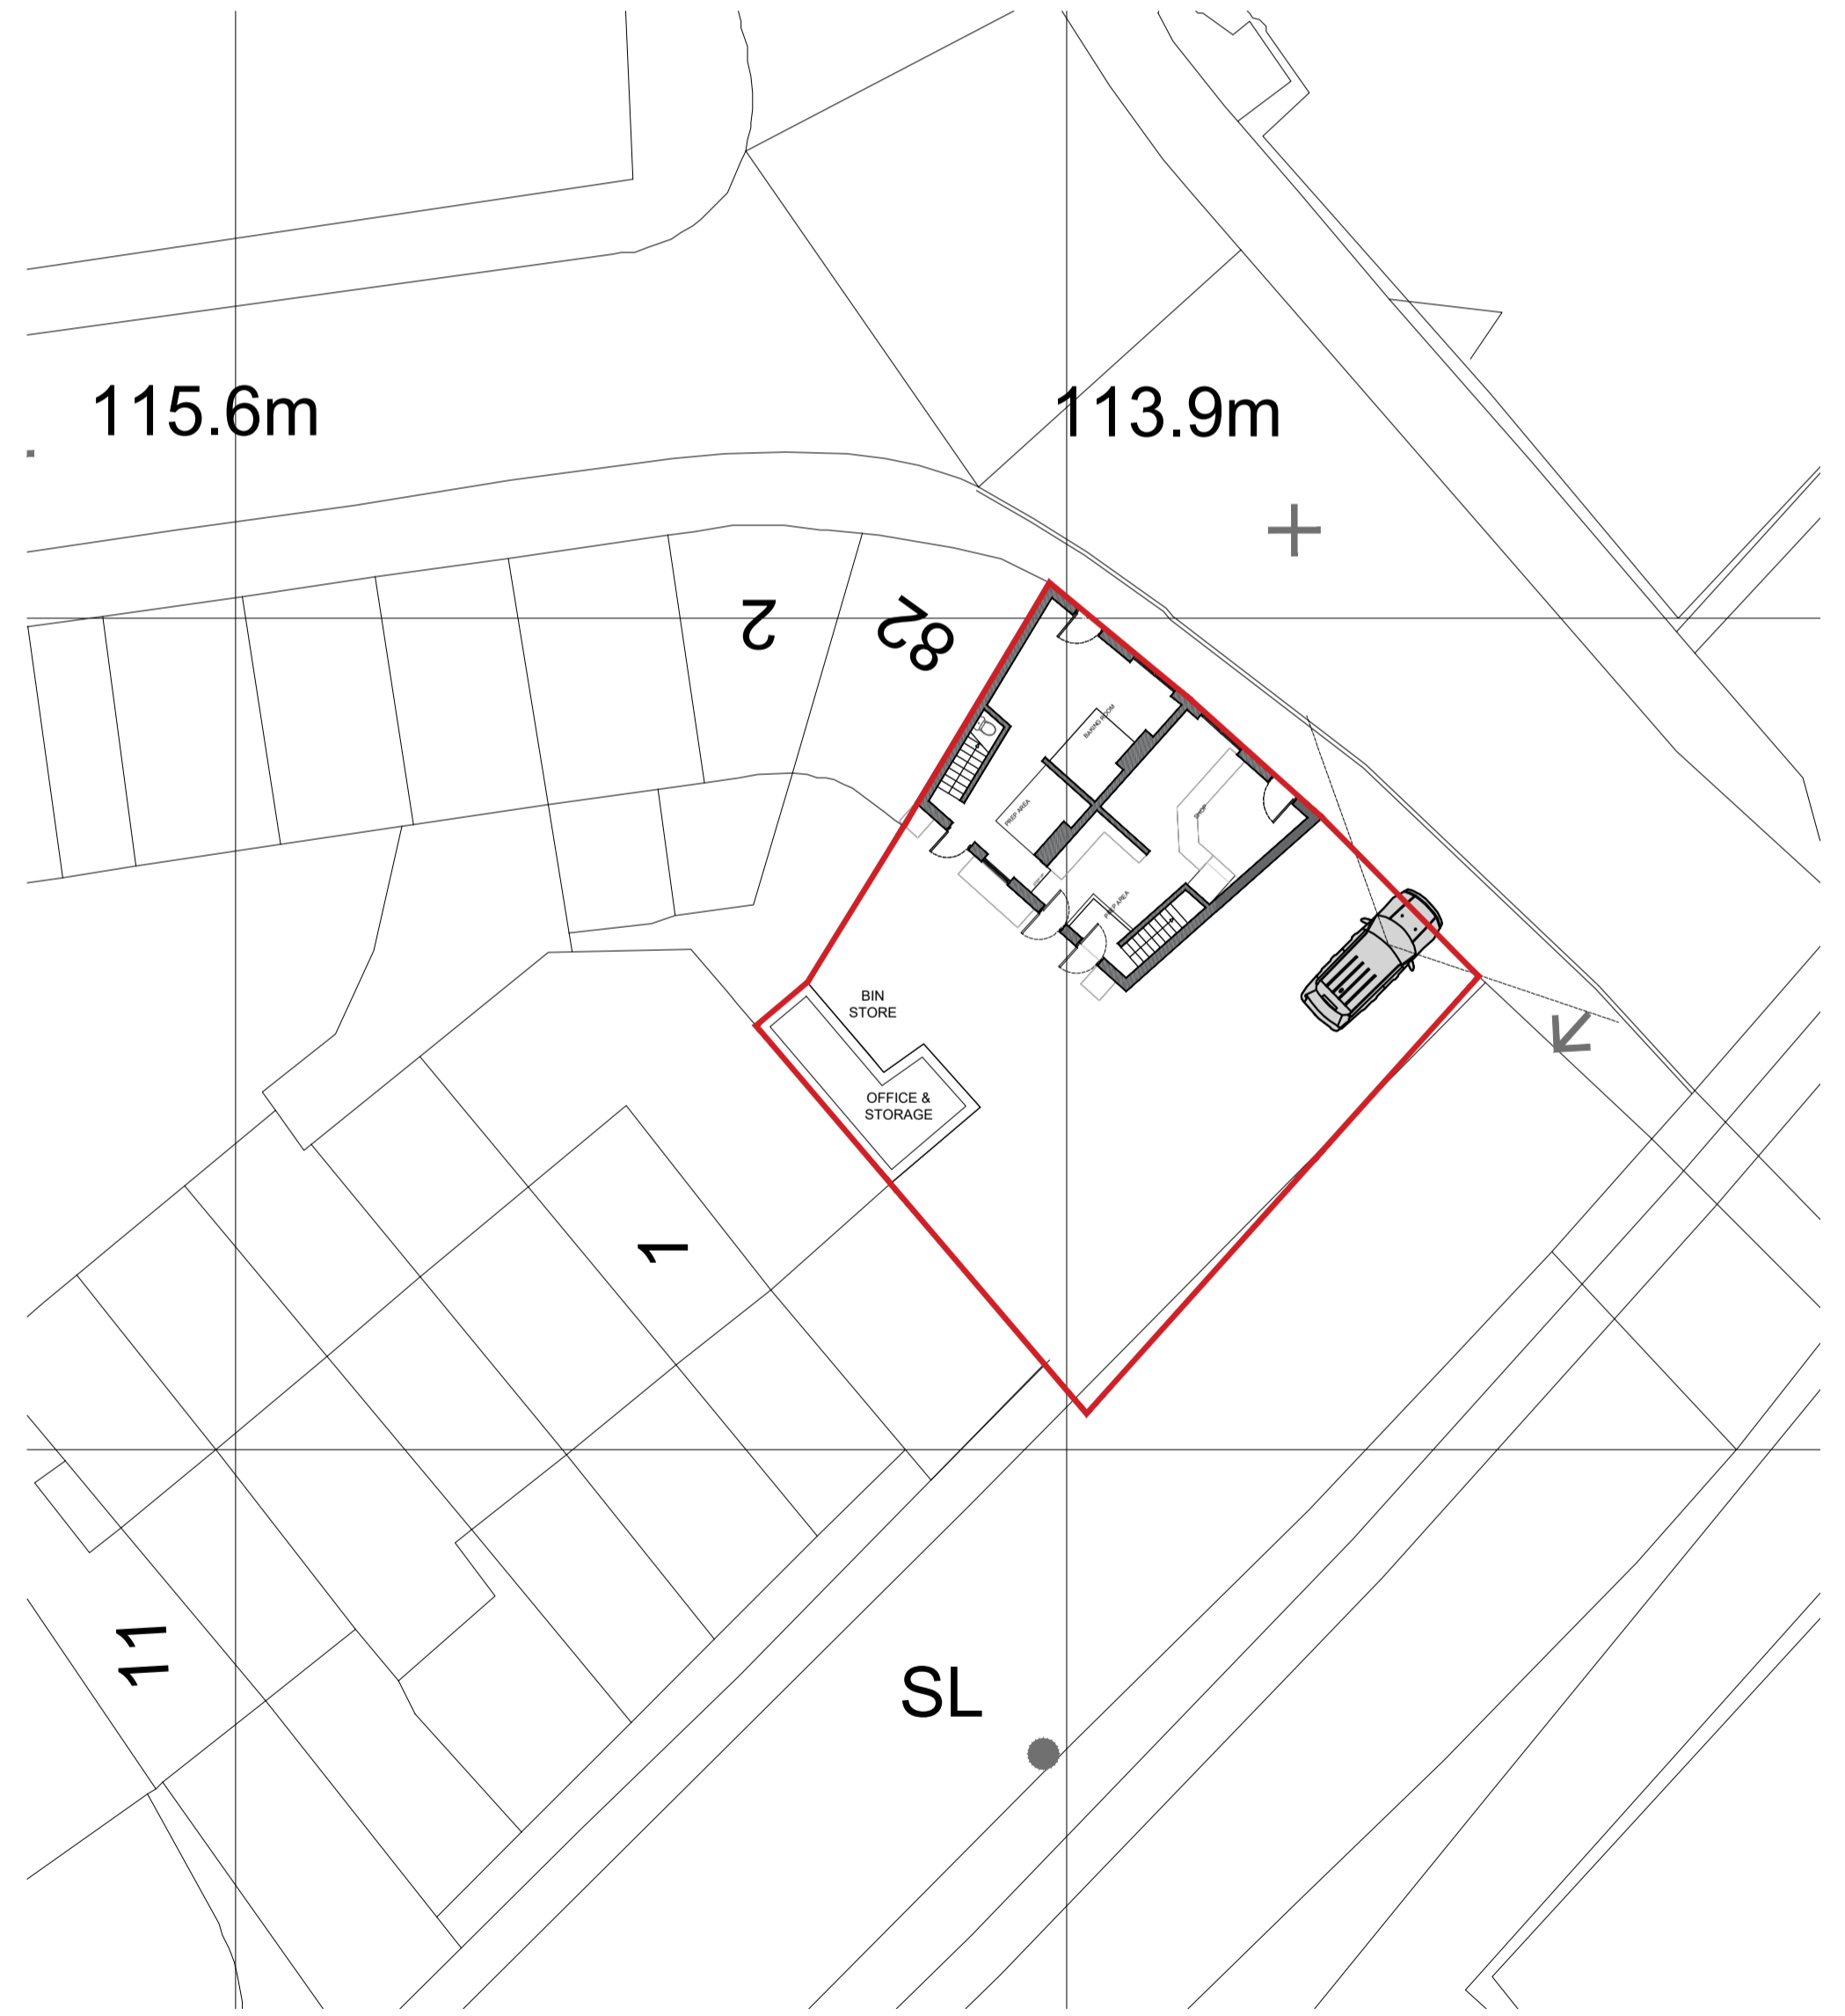 115.6m
113.9m
2
82
BAKING ROOM
PREP AREA
SHOP
PREP AREA
BIN
STORE
OFFICE &
STORAGE
1
11
SL